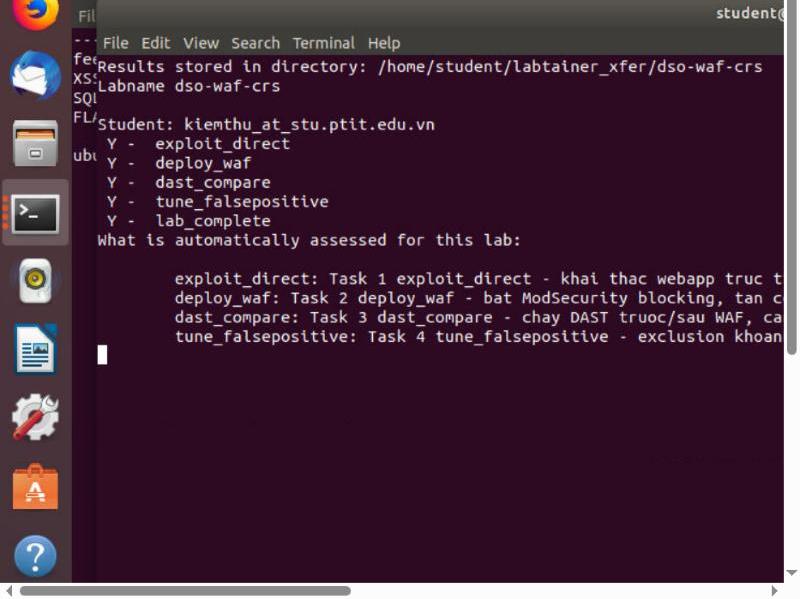 Fil
student@
File Edit View Search Terminal Help
---
fee
XSS
SQL
FLA
ubu
Results stored in directory: /home/student/labtainer_xfer/dso-waf-crs
Labname dso-waf-crs
Student: kiemthu_at_stu.ptit.edu.vn
Y - exploit_direct
Y - deploy_waf
Y - dast_compare
Y - tune_falsepositive
Y - lab_complete
What is automatically assessed for this lab:
exploit_direct: Task 1 exploit_direct - khai thac webapp truc t
deploy_waf: Task 2 deploy_waf - bat ModSecurity blocking, tan c
dast_compare: Task 3 dast_compare - chay DAST truoc/sau WAF, ca
tune_falsepositive: Task 4 tune_falsepositive - exclusion khoan